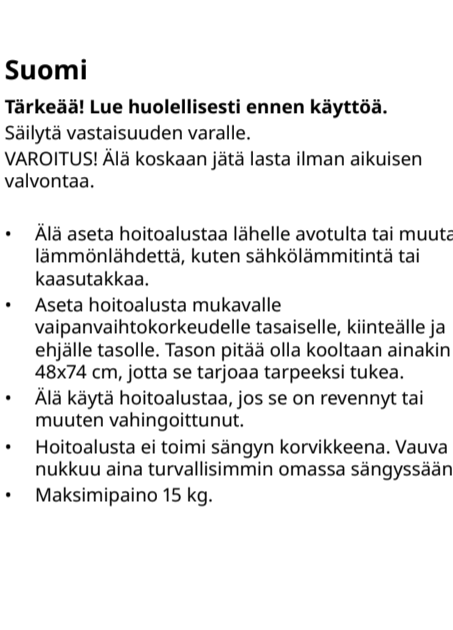 Suomi
Tärkeää! Lue huolellisesti ennen käyttöä.
Säilytä vastaisuuden varalle.
VAROITUS! Älä koskaan jätä lasta ilman aikuisen
valvontaa.
• Älä aseta hoitoalustaa lähelle avotulta tai muuta
lämmönlähdettä, kuten sähkölämmitintä tai
kaasutakkaa.
• Aseta hoitoalusta mukavalle
vaipanvaihtokorkeudelle tasaiselle, kiinteälle ja
ehjälle tasolle. Tason pitää olla kooltaan ainakin
48x74 cm, jotta se tarjoaa tarpeeksi tukea.
• Älä käytä hoitoalustaa, jos se on revennyt tai
muuten vahingoittunut.
• Hoitoalusta ei toimi sängyn korvikkeena. Vauva
nukkuu aina turvallisimmin omassa sängyssään
• Maksimipaino 15 kg.